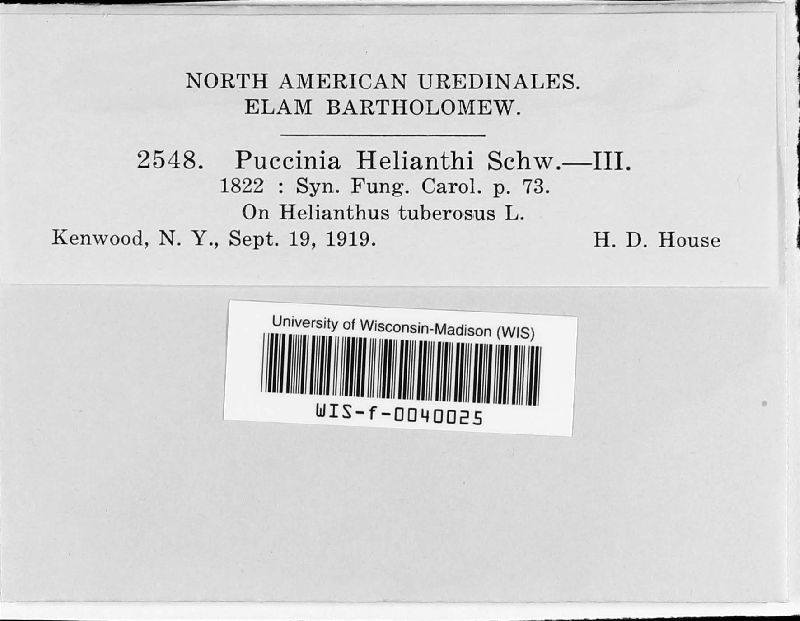 NORTH AMERICAN UREDINALES.
ELAM BARTHOLOMEW.
2548. Puccinia Helianthi Schw.—III.
1822 : Syn. Fung. Carol. p. 73.
On Helianthus tuberosus L.
Kenwood, N. Y., Sept. 19, 1919. H. D. House
University of Wisconsin-Madison (WIS)
WIS-f-0040025